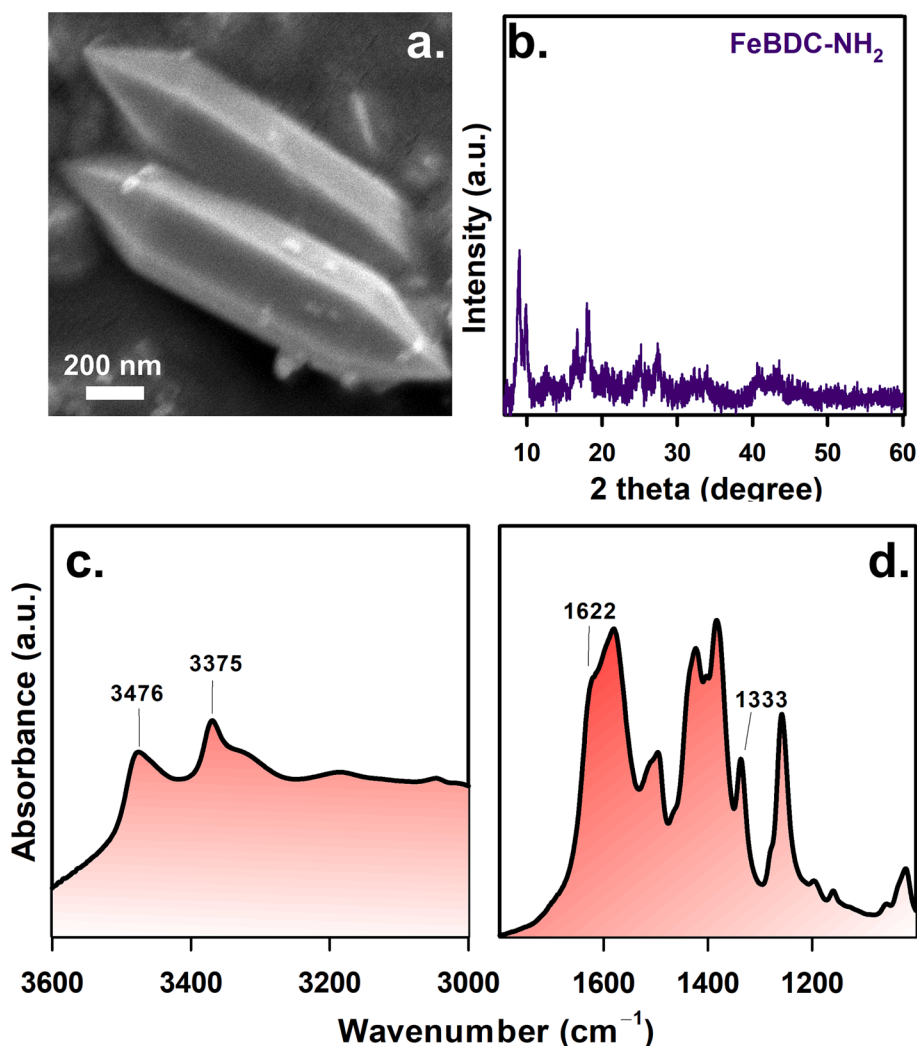 a.
200 nm
b.
FeBDC-NH₂
Intensity (a.u.)
10 20 30 40 50 60
2 theta (degree)
c.
3476
3375
Absorbance (a.u.)
3600 3400 3200 3000
d.
1622
1333
1600 1400 1200
Wavenumber (cm⁻¹)